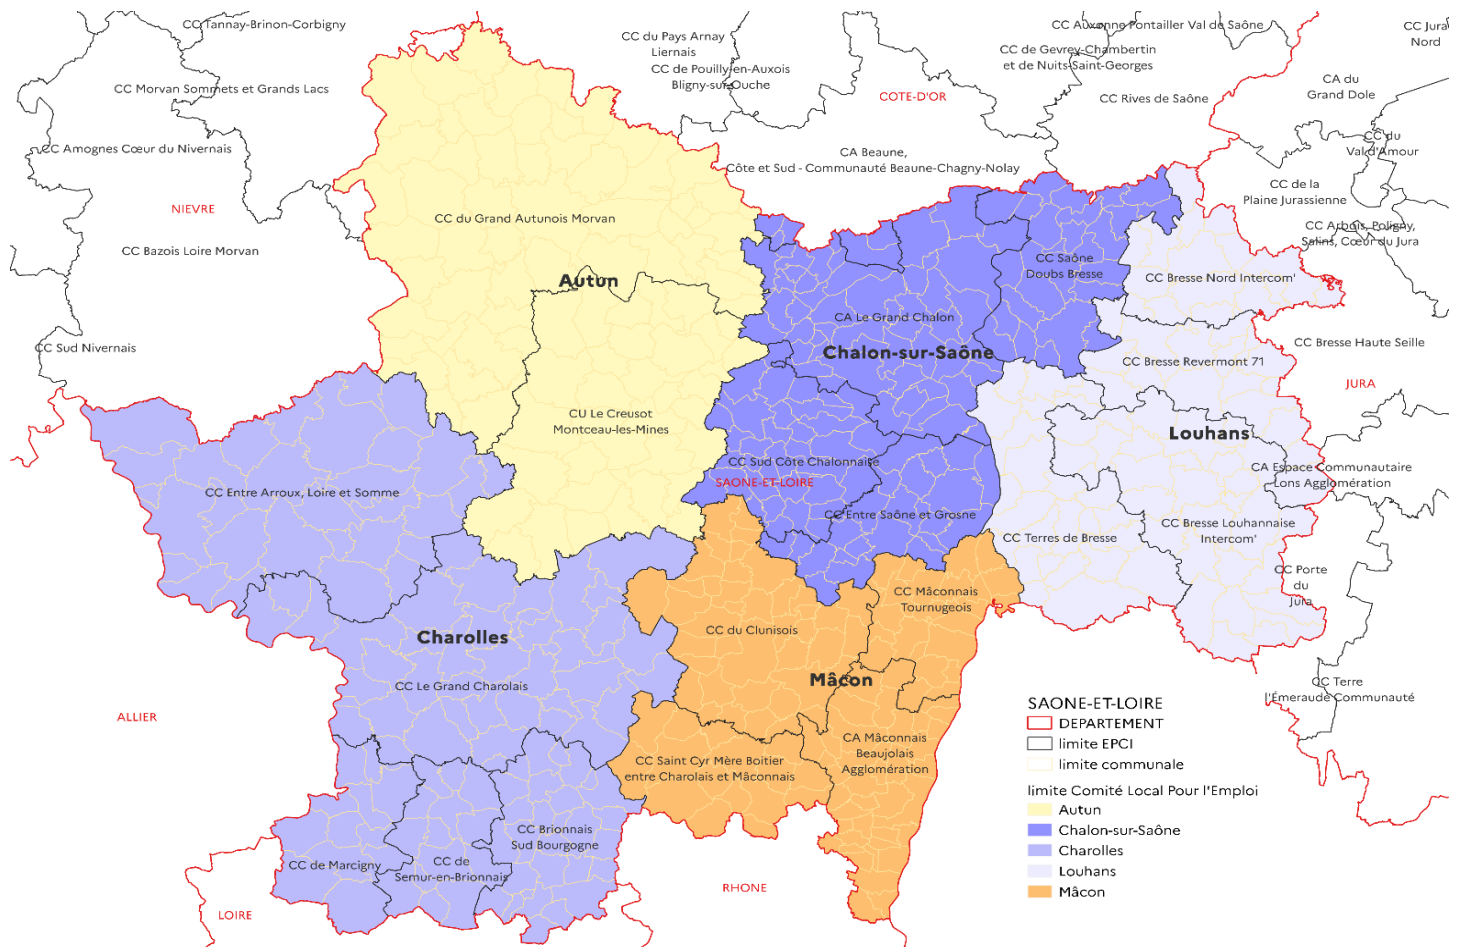 CC Tannay-Brinon-Corbigny
CC du Pays Arnay
Liernais
CC de Pouilly-en-Auxois
Bligny-sur-Ouche
CC Auxonne Pontailler Val de Saône
CC de Gevrey-Chambertin
et de Nuits-Saint-Georges
CC Jura
Nord
CC Morvan Sommets et Grands Lacs
COTE-D'OR
CC Rives de Saône
CA du
Grand Dole
CC Amognes Cœur du Nivernais
CA Beaune,
Côte et Sud - Communauté Beaune-Chagny-Nolay
CC du
Val d'Amour
CC de la
Plaine Jurassienne
NIEVRE
CC du Grand Autunois Morvan
CC Arbois, Poligny,
Salins, Cœur du Jura
CC Bazois Loire Morvan
CC Saône
Doubs Bresse
CC Bresse Nord Intercom'
Autun
CA Le Grand Chalon
CC Sud Nivernais
Chalon-sur-Saône
CC Bresse Haute Seille
CC Bresse Revermont 71
JURA
CU Le Creusot
Montceau-les-Mines
Louhans
CC Sud Côte Chalonnaise
SAONE-ET-LOIRE
CA Espace Communautaire
Lons Agglomération
CC Entre Arroux, Loire et Somme
CC Entre Saône et Grosne
CC Bresse Louhannaise
Intercom'
CC Terres de Bresse
CC Porte
du
Jura
CC Mâconnais
Tournugeois
CC du Clunisois
Charolles
Mâcon
CC Le Grand Charolais
CC Terre
d'Émeraude Communauté
ALLIER
CA Mâconnais
Beaujolais
Agglomération
CC Saint Cyr Mère Boitier
entre Charolais et Mâconnais
CC Brionnais
Sud Bourgogne
CC de Marcigny
CC de
Semur-en-Brionnais
RHONE
LOIRE
SAONE-ET-LOIRE
DEPARTEMENT
limite EPCI
limite communale
limite Comité Local Pour l'Emploi
Autun
Chalon-sur-Saône
Charolles
Louhans
Mâcon